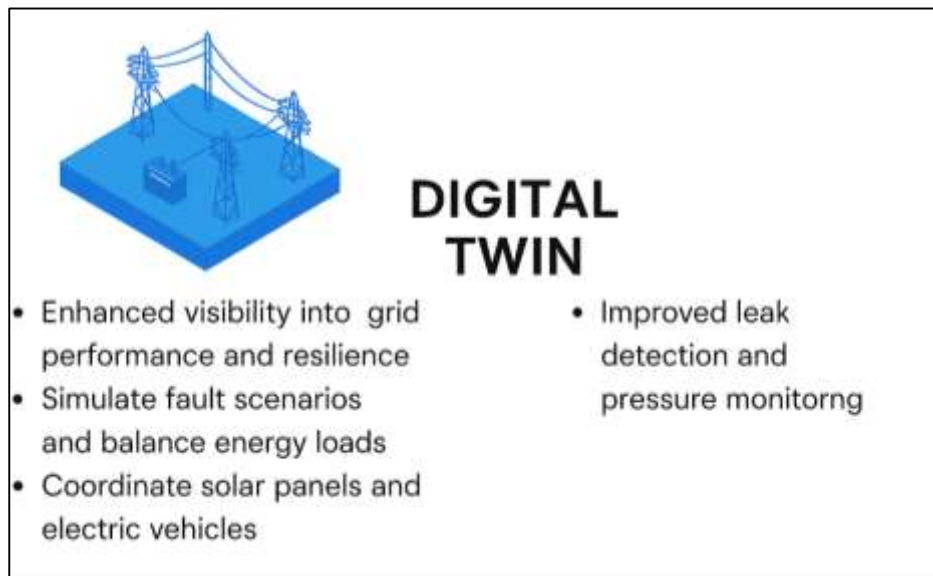 DIGITAL
TWIN
• Enhanced visibility into grid
performance and resilience
• Simulate fault scenarios
and balance energy loads
• Coordinate solar panels and
electric vehicles
• Improved leak
detection and
pressure monitorng